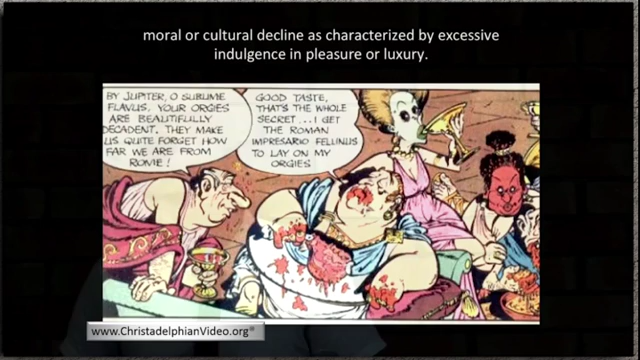 moral or cultural decline as characterized by excessive
indulgence in pleasure or luxury.
BY JUPITER, O SUBLIME
FLAVUS, YOUR ORGIES
ARE BEAUTIFULLY
DECADENT. THEY MAKE
US QUITE FORGET HOW
FAR WE ARE FROM
ROME!
GOOD TASTE,
THAT'S THE WHOLE
SECRET... I GET
THE ROMAN
IMPRESARIO FELLINUS
TO LAY ON MY
ORGIES
www.ChristadelphianVideo.org®